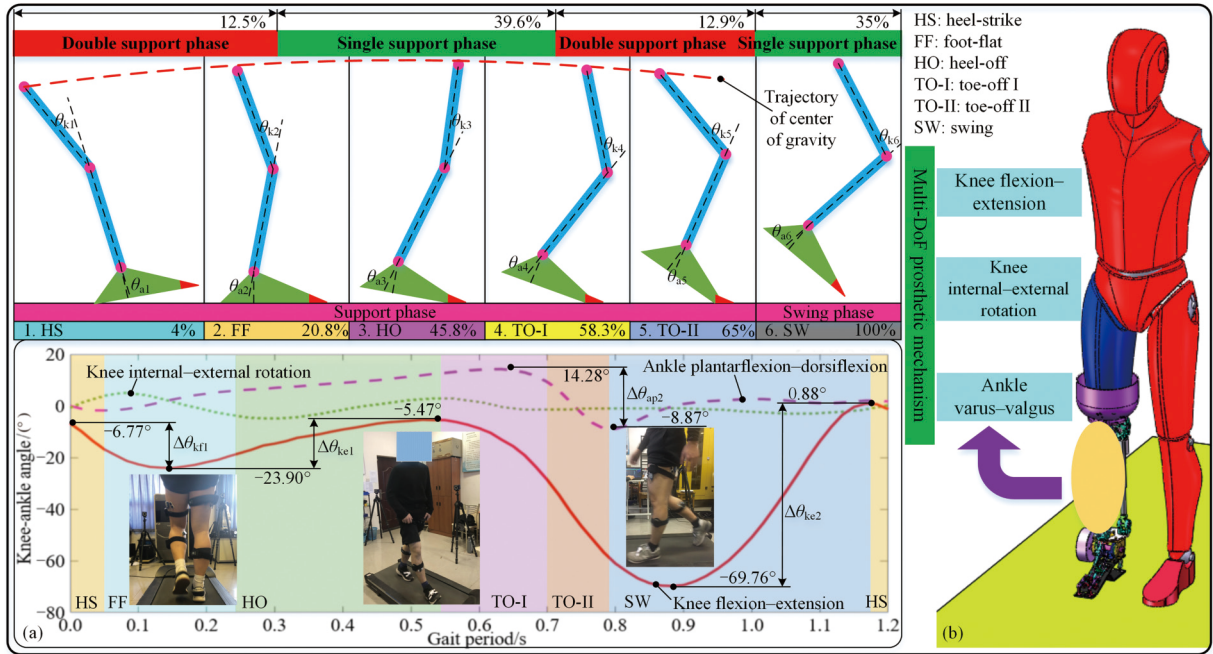 12.5% 39.6% 12.9% 35%
Double support phase Single support phase Double support phase Single support phase
Trajectory
of center
of gravity
θk1 θk2 θk3 θk4 θk5 θk6
θa1 θa2 θa3 θa4 θa5 θa6
Support phase Swing phase
1. HS 4% 2. FF 20.8% 3. HO 45.8% 4. TO-I 58.3% 5. TO-II 65% 6. SW 100%
Knee-ankle angle/(°)
20
0
−20
−40
−60
−80
Knee internal–external rotation
−6.77°
Δθkf1
−23.90°
Δθke1
−5.47°
14.28°
Δθap2
−8.87°
Ankle plantarflexion–dorsiflexion
0.88°
Δθke2
−69.76°
Knee flexion–extension
HS FF HO TO-I TO-II SW HS
0.0 0.1 0.2 0.3 0.4 0.5 0.6 0.7 0.8 0.9 1.0 1.1 1.2
(a) Gait period/s
HS: heel-strike
FF: foot-flat
HO: heel-off
TO-I: toe-off I
TO-II: toe-off II
SW: swing
Multi-DoF prosthetic mechanism
Knee flexion–
extension
Knee
internal–external
rotation
Ankle
varus–valgus
(b)